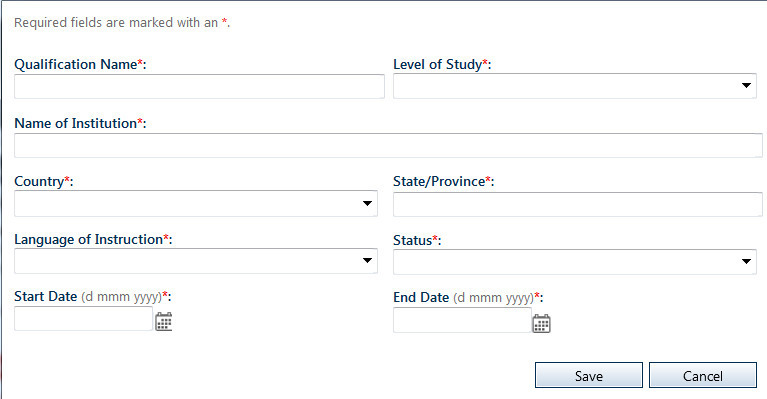 Required fields are marked with an *.
Qualification Name*:
Level of Study*:
Name of Institution*:
Country*:
State/Province*:
Language of Instruction*:
Status*:
Start Date (d mmm yyyy)*:
End Date (d mmm yyyy)*:
Save
Cancel